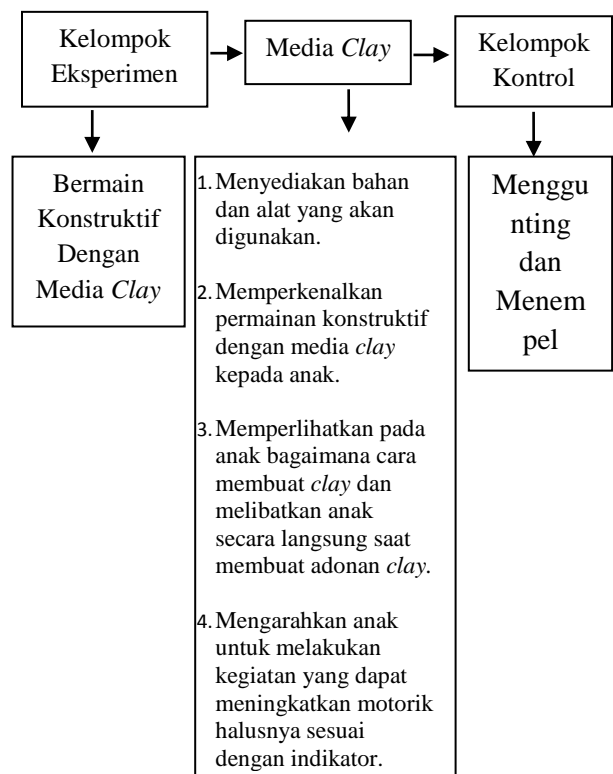 Kelompok
Eksperimen
Media Clay
Kelompok
Kontrol
Bermain
Konstruktif
Dengan
Media Clay
1. Menyediakan bahan
dan alat yang akan
digunakan.
2. Memperkenalkan
permainan konstruktif
dengan media clay
kepada anak.
3. Memperlihatkan pada
anak bagaimana cara
membuat clay dan
melibatkan anak
secara langsung saat
membuat adonan clay.
4. Mengarahkan anak
untuk melakukan
kegiatan yang dapat
meningkatkan motorik
halusnya sesuai
dengan indikator.
Menggu
nting
dan
Menem
pel